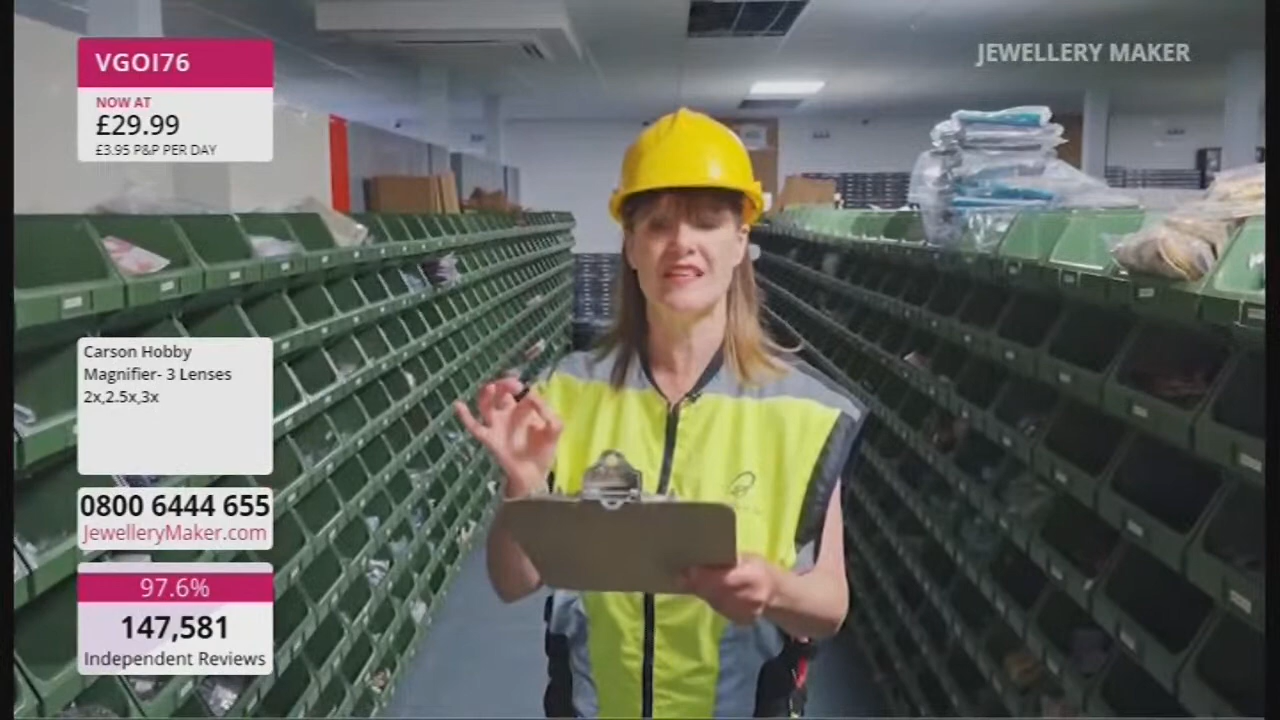 VGOI76
NOW AT
£29.99
£3.95 P&P PER DAY
JEWELLERY MAKER
Carson Hobby
Magnifier- 3 Lenses
2x,2.5x,3x
0800 6444 655
JewelleryMaker.com
97.6%
147,581
Independent Reviews